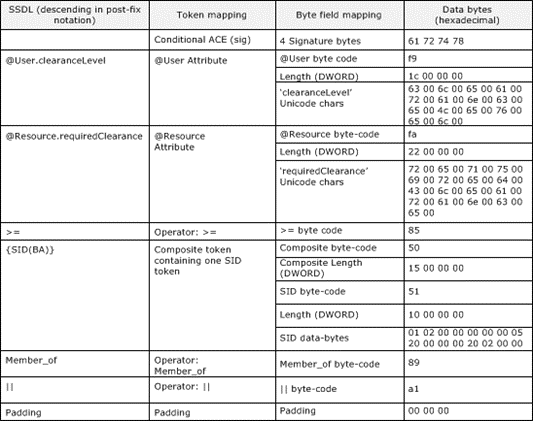 SSDL (descending in post-fix notation) Token mapping Byte field mapping Data bytes (hexadecimal)
Conditional ACE (sig) 4 Signature bytes 61 72 74 78
@User.clearanceLevel @User Attribute @User byte code f9
Length (DWORD) 1c 00 00 00
'clearanceLevel' Unicode chars 63 00 6c 00 65 00 61 00
72 00 61 00 6e 00 63 00
65 00 4c 00 65 00 76 00
65 00 6c 00
@Resource.requiredClearance @Resource Attribute @Resource byte-code fa
Length (DWORD) 22 00 00 00
'requiredClearance' Unicode chars 72 00 65 00 71 00 75 00
69 00 72 00 65 00 64 00
43 00 6c 00 65 00 61 00
72 00 61 00 6e 00 63 00
65 00
>= Operator: >= >= byte code 85
{SID(BA)} Composite token containing one SID token Composite byte-code 50
Composite Length (DWORD) 15 00 00 00
SID byte-code 51
Length (DWORD) 10 00 00 00
SID data-bytes 01 02 00 00 00 00 00 05
20 00 00 00 20 02 00 00
Member_of Operator: Member_of Member_of byte-code 89
|| Operator: || || byte-code a1
Padding Padding Padding 00 00 00